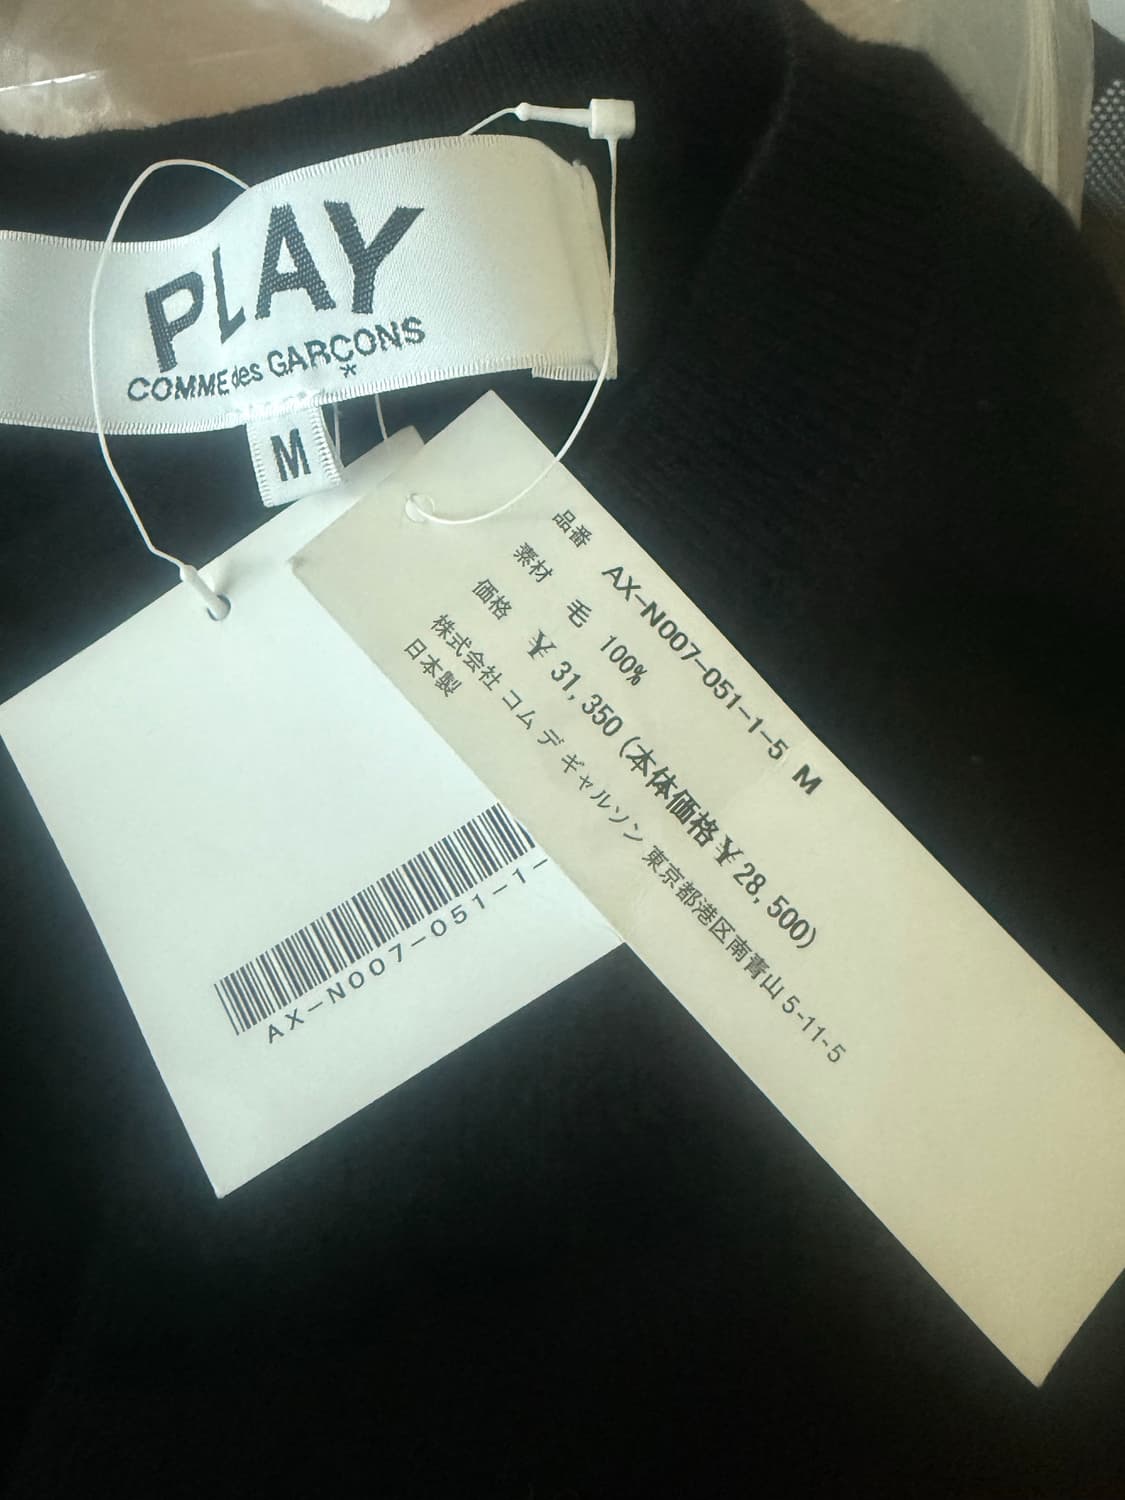 PLAY
COMME des GARÇONS
M
品番 AX-N007-051-1-5 M
素材 毛 100%
価格 ¥ 31,350 (本体価格 ¥ 28,500)
株式会社 コム デ ギャルソン 東京都港区南青山 5-11-5
日本製
AX-N007-051-1-